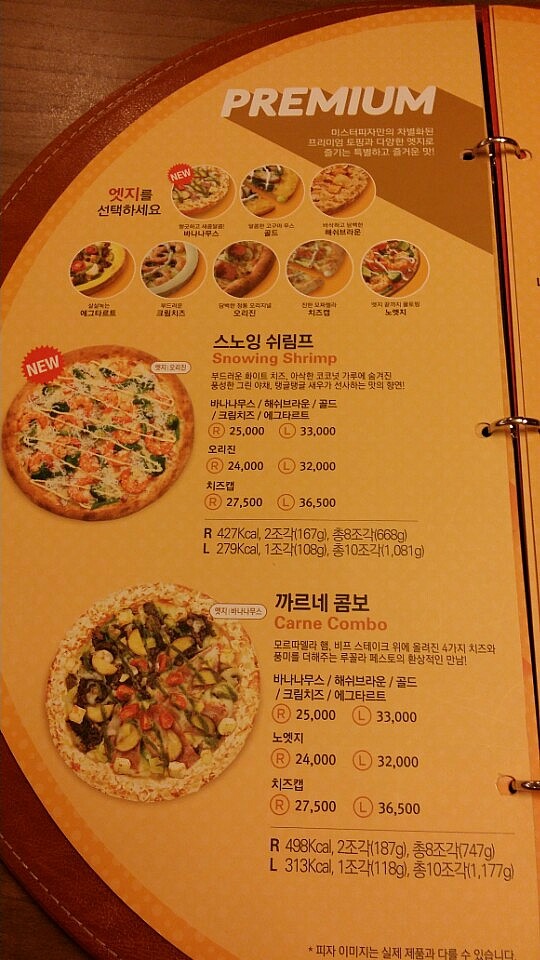 PREMIUM
미스터피자만의 차별화된
프리미엄 토핑과 다양한 엣지로
즐기는 특별하고 즐거운 맛!
엣지를
선택하세요
NEW
향긋하고 새콤달콤!
바나나무스
달콤한 고구마 무스
골드
바삭하고 담백한
해쉬브라운
살살녹는
에그타르트
부드러운
크림치즈
담백한 정통 오리지널
오리진
진한 모짜렐라
치즈캡
엣지 끝까지 풀토핑
노엣지
NEW
엣지:오리진
스노잉 쉬림프
Snowing Shrimp
부드러운 화이트 치즈, 아삭한 코코넛 가루에 숨겨진
풍성한 그린 야채, 탱글탱글 새우가 선사하는 맛의 향연!
바나나무스 / 해쉬브라운 / 골드
/ 크림치즈 / 에그타르트
R 25,000 L 33,000
오리진
R 24,000 L 32,000
치즈캡
R 27,500 L 36,500
R 427Kcal, 2조각(167g), 총8조각(668g)
L 279Kcal, 1조각(108g), 총10조각(1,081g)
엣지:바나나무스
까르네 콤보
Carne Combo
모르따델라 햄, 비프 스테이크 위에 올려진 4가지 치즈와
풍미를 더해주는 루꼴라 페스토의 환상적인 만남!
바나나무스 / 해쉬브라운 / 골드
/ 크림치즈 / 에그타르트
R 25,000 L 33,000
노엣지
R 24,000 L 32,000
치즈캡
R 27,500 L 36,500
R 498Kcal, 2조각(187g), 총8조각(747g)
L 313Kcal, 1조각(118g), 총10조각(1,177g)
* 피자 이미지는 실제 제품과 다를 수 있습니다.